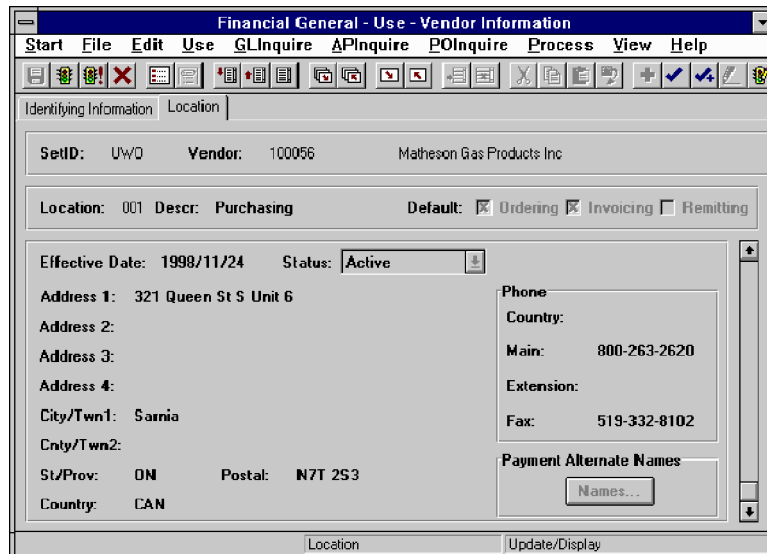 Financial General - Use - Vendor Information
Start File Edit Use GLInquire APInquire POInquire Process View Help
Identifying Information Location
SetID: UWO Vendor: 100056 Matheson Gas Products Inc
Location: 001 Descr: Purchasing Default: Ordering Invoicing Remitting
Effective Date: 1998/11/24 Status: Active
Address 1: 321 Queen St S Unit 6
Address 2:
Address 3:
Address 4:
City/Twn1: Sarnia
Cnty/Twn2:
St/Prov: ON Postal: N7T 2S3
Country: CAN
Phone
Country:
Main: 800-263-2620
Extension:
Fax: 519-332-8102
Payment Alternate Names
Names...
Location Update/Display